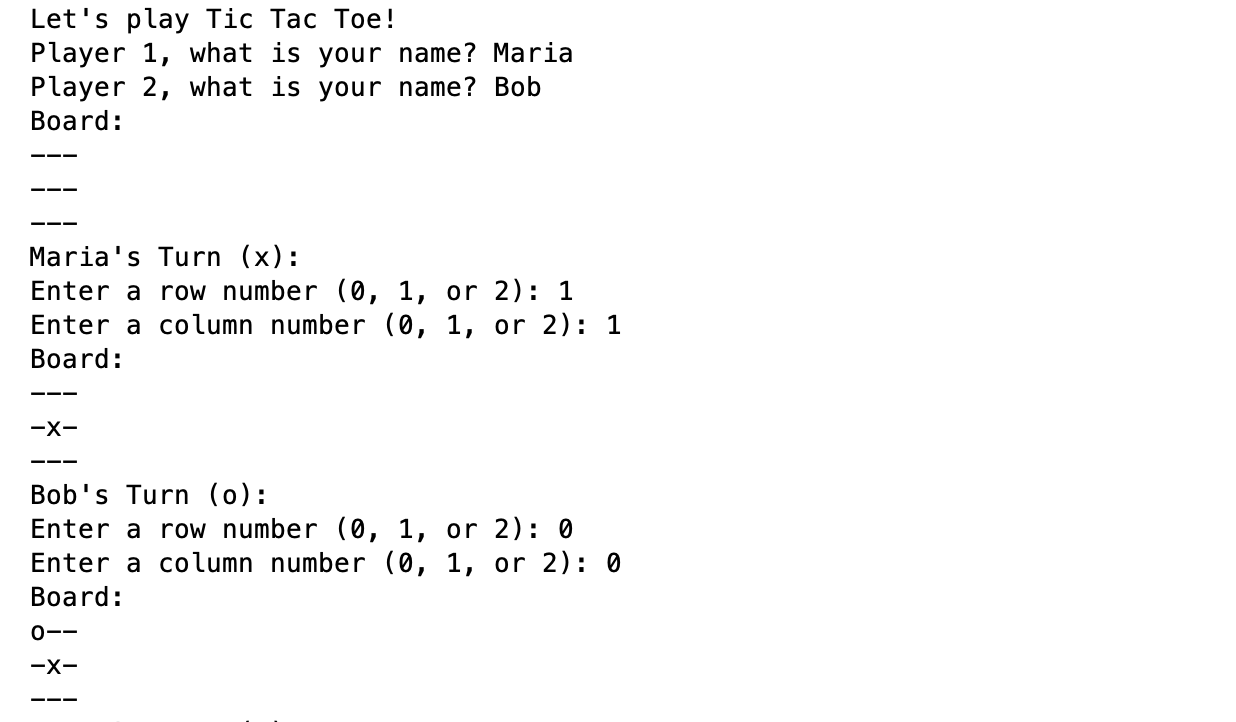 Let's play Tic Tac Toe!
Player 1, what is your name? Maria
Player 2, what is your name? Bob
Board:
---
---
---
Maria's Turn (x):
Enter a row number (0, 1, or 2): 1
Enter a column number (0, 1, or 2): 1
Board:
---
-x-
---
Bob's Turn (o):
Enter a row number (0, 1, or 2): 0
Enter a column number (0, 1, or 2): 0
Board:
o--
-x-
---